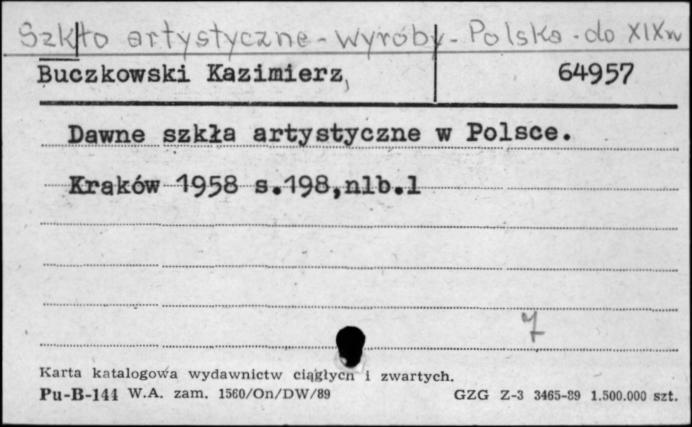 Szkło artystyczne - wyroby - Polska - do XIX w
Buczkowski Kazimierz, 64957
Dawne szkła artystyczne w Polsce.
Kraków 1958 s.198,nlb.1
7
Karta katalogowa wydawnictw ciągłych i zwartych.
Pu-B-144 W.A. zam. 1560/On/DW/89 GZG Z-3 3465-89 1.500.000 szt.